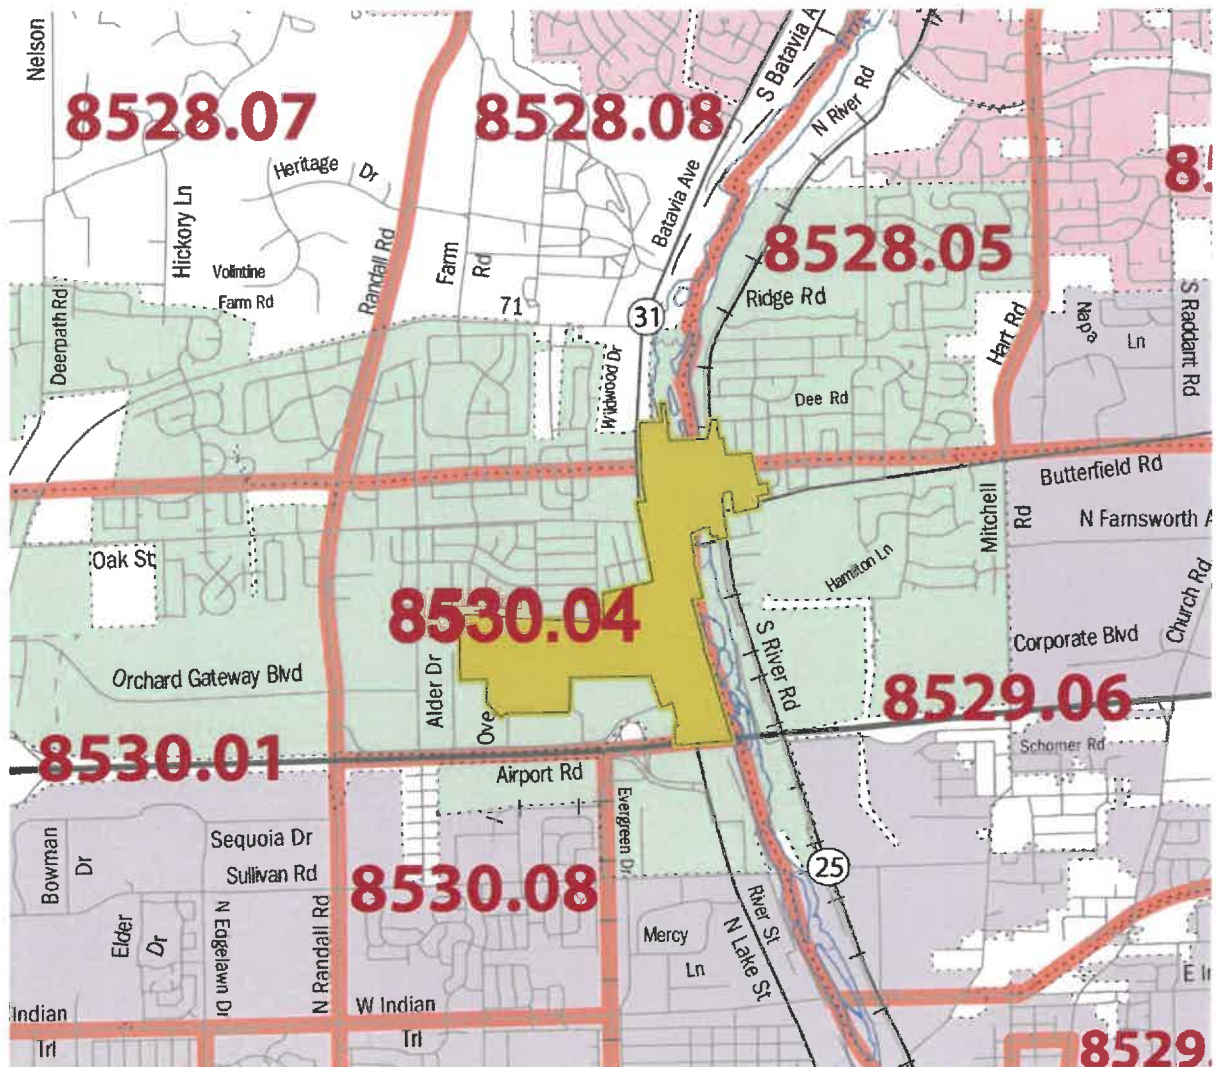 Nelson
S Batavia A
8528.07
8528.08
N River Rd
Heritage Dr
8
Hickory Ln
Batavia Ave
Randall Rd
Farm
Rd
8528.05
Volintine
Farm Rd
71
31
Ridge Rd
Deerpath Rd
Hart Rd
Napa
Ln
S Raddant Rd
Wildwood Dr
Dee Rd
Butterfield Rd
Mitchell
Rd
N Farnsworth A
Oak St
Hamilton Ln
Church Rd
8530.04
S River Rd
Corporate Blvd
Orchard Gateway Blvd
Alder Dr
Ove
8529.06
8530.01
Schomer Rd
Airport Rd
Evergreen Dr
Bowman
Dr
Sequoia Dr
Sullivan Rd
8530.08
25
Elder
Dr
N Edgelawn Dr
N Randall Rd
River St
N Lake St
Mercy
Ln
E In
Indian
Trl
W Indian
Trl
8529.